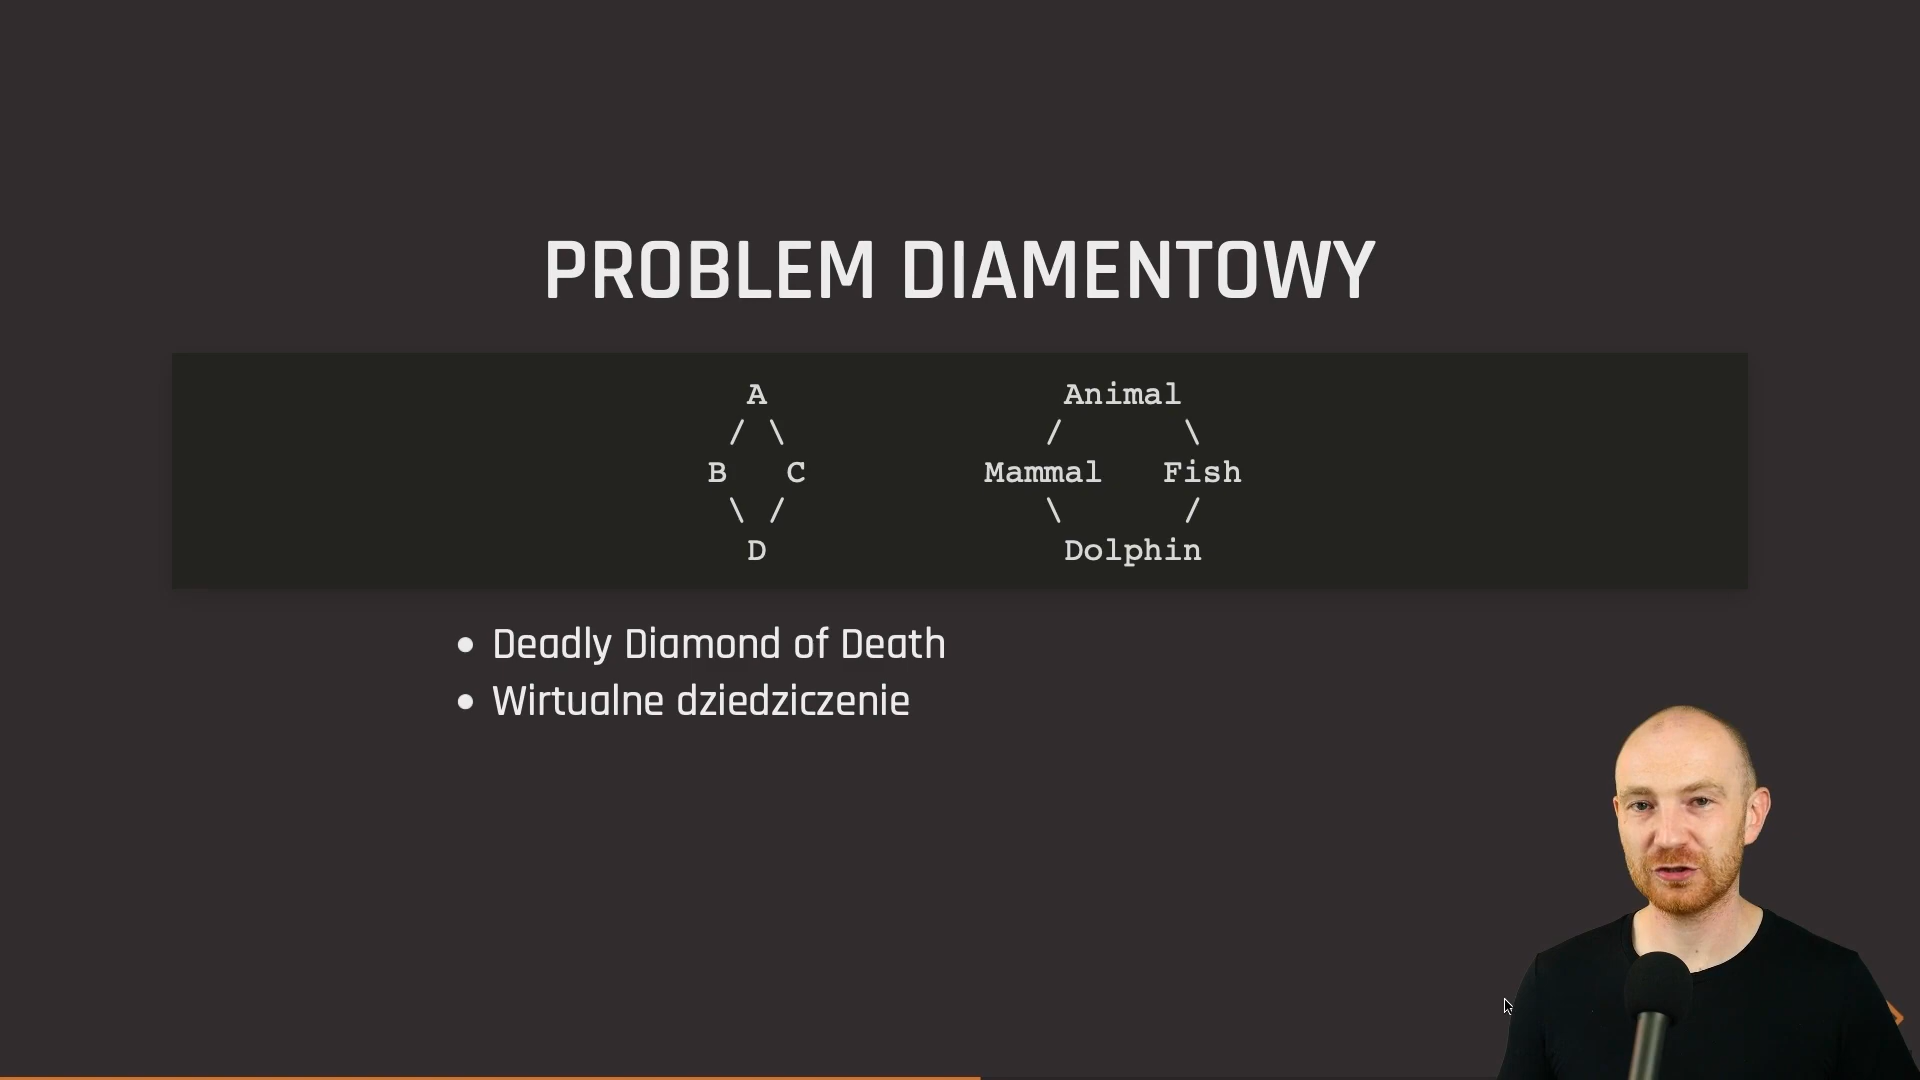 PROBLEM DIAMENTOWY
A Animal
/ \ / \
B C Mammal Fish
\ / \ /
D Dolphin
• Deadly Diamond of Death
• Wirtualne dziedziczenie